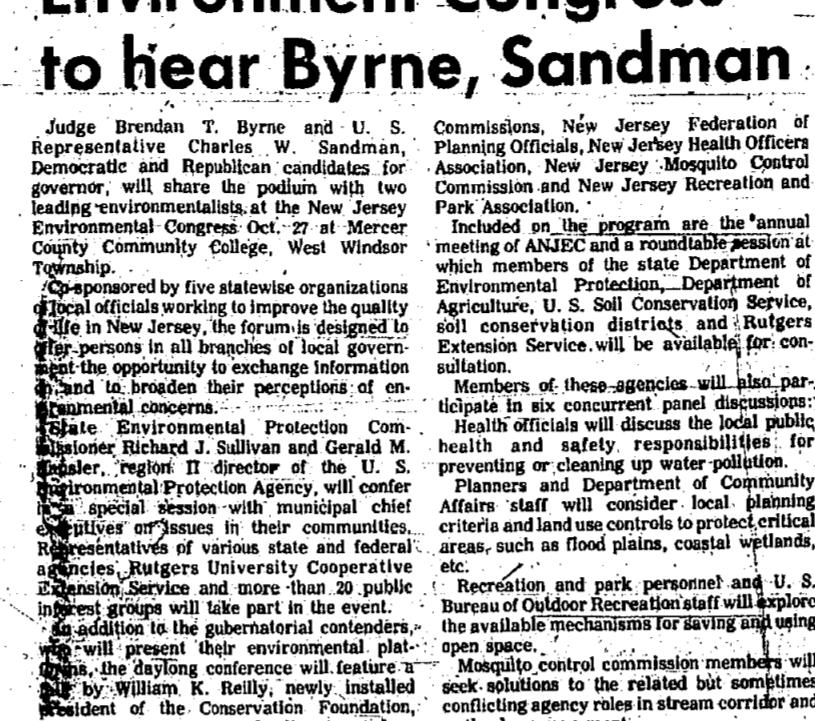 Environment Congress
to hear Byrne, Sandman
Judge Brendan T. Byrne and U. S.
Representative Charles W. Sandman,
Democratic and Republican candidates for
governor, will share the podium with two
leading environmentalists at the New Jersey
Environmental Congress Oct. 27 at Mercer
County Community College, West Windsor
Township.
Co-sponsored by five statewide organizations
of local officials working to improve the quality
of life in New Jersey, the forum is designed to
offer persons in all branches of local govern-
ment the opportunity to exchange information
and to broaden their perceptions of en-
vironmental concerns.
State Environmental Protection Com-
missioner Richard J. Sullivan and Gerald M.
region II director of the U. S.
Environmental Protection Agency, will confer
in a special session with municipal chief
executives on issues in their communities.
Representatives of various state and federal
agencies, Rutgers University Cooperative
Extension Service and more than 20 public
interest groups will take part in the event.
In addition to the gubernatorial contenders,
who will present their environmental plat-
forms, the daylong conference will feature a
by William K. Reilly, newly installed
president of the Conservation Foundation,
Commissions, New Jersey Federation of
Planning Officials, New Jersey Health Officers
Association, New Jersey Mosquito Control
Commission and New Jersey Recreation and
Park Association.
Included on the program are the annual
meeting of ANJEC and a roundtable session at
which members of the state Department of
Environmental Protection, Department of
Agriculture, U. S. Soil Conservation Service,
soil conservation districts and Rutgers
Extension Service will be available for con-
sultation.
Members of these agencies will also par-
ticipate in six concurrent panel discussions:
Health officials will discuss the local public
health and safety responsibilities for
preventing or cleaning up water pollution.
Planners and Department of Community
Affairs staff will consider local planning
criteria and land use controls to protect critical
areas, such as flood plains, coastal wetlands,
etc.
Recreation and park personnel and U. S.
Bureau of Outdoor Recreation staff will explore
the available mechanisms for saving and using
open space.
Mosquito control commission members will
seek solutions to the related but sometimes
conflicting agency roles in stream corridor and